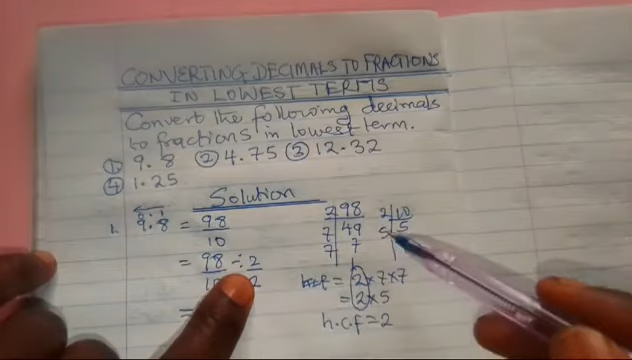 CONVERTING DECIMALS TO FRACTIONS
IN LOWEST TERMS
Convert the following decimals
to fractions in lowest term.
① 9.8 ② 4.75 ③ 12.32
④ 1.25
Solution
1. 9.8 = 98/10
= 98 ÷ 2
2 | 98
7 | 49
7 | 7
2 | 10
5 | 5
= 2×7×7
= 2×5
h.c.f = 2